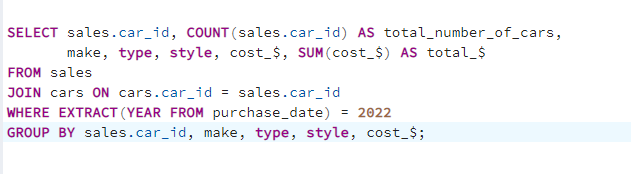 SELECT sales.car_id, COUNT(sales.car_id) AS total_number_of_cars,
make, type, style, cost_$, SUM(cost_$) AS total_$
FROM sales
JOIN cars ON cars.car_id = sales.car_id
WHERE EXTRACT(YEAR FROM purchase_date) = 2022
GROUP BY sales.car_id, make, type, style, cost_$;